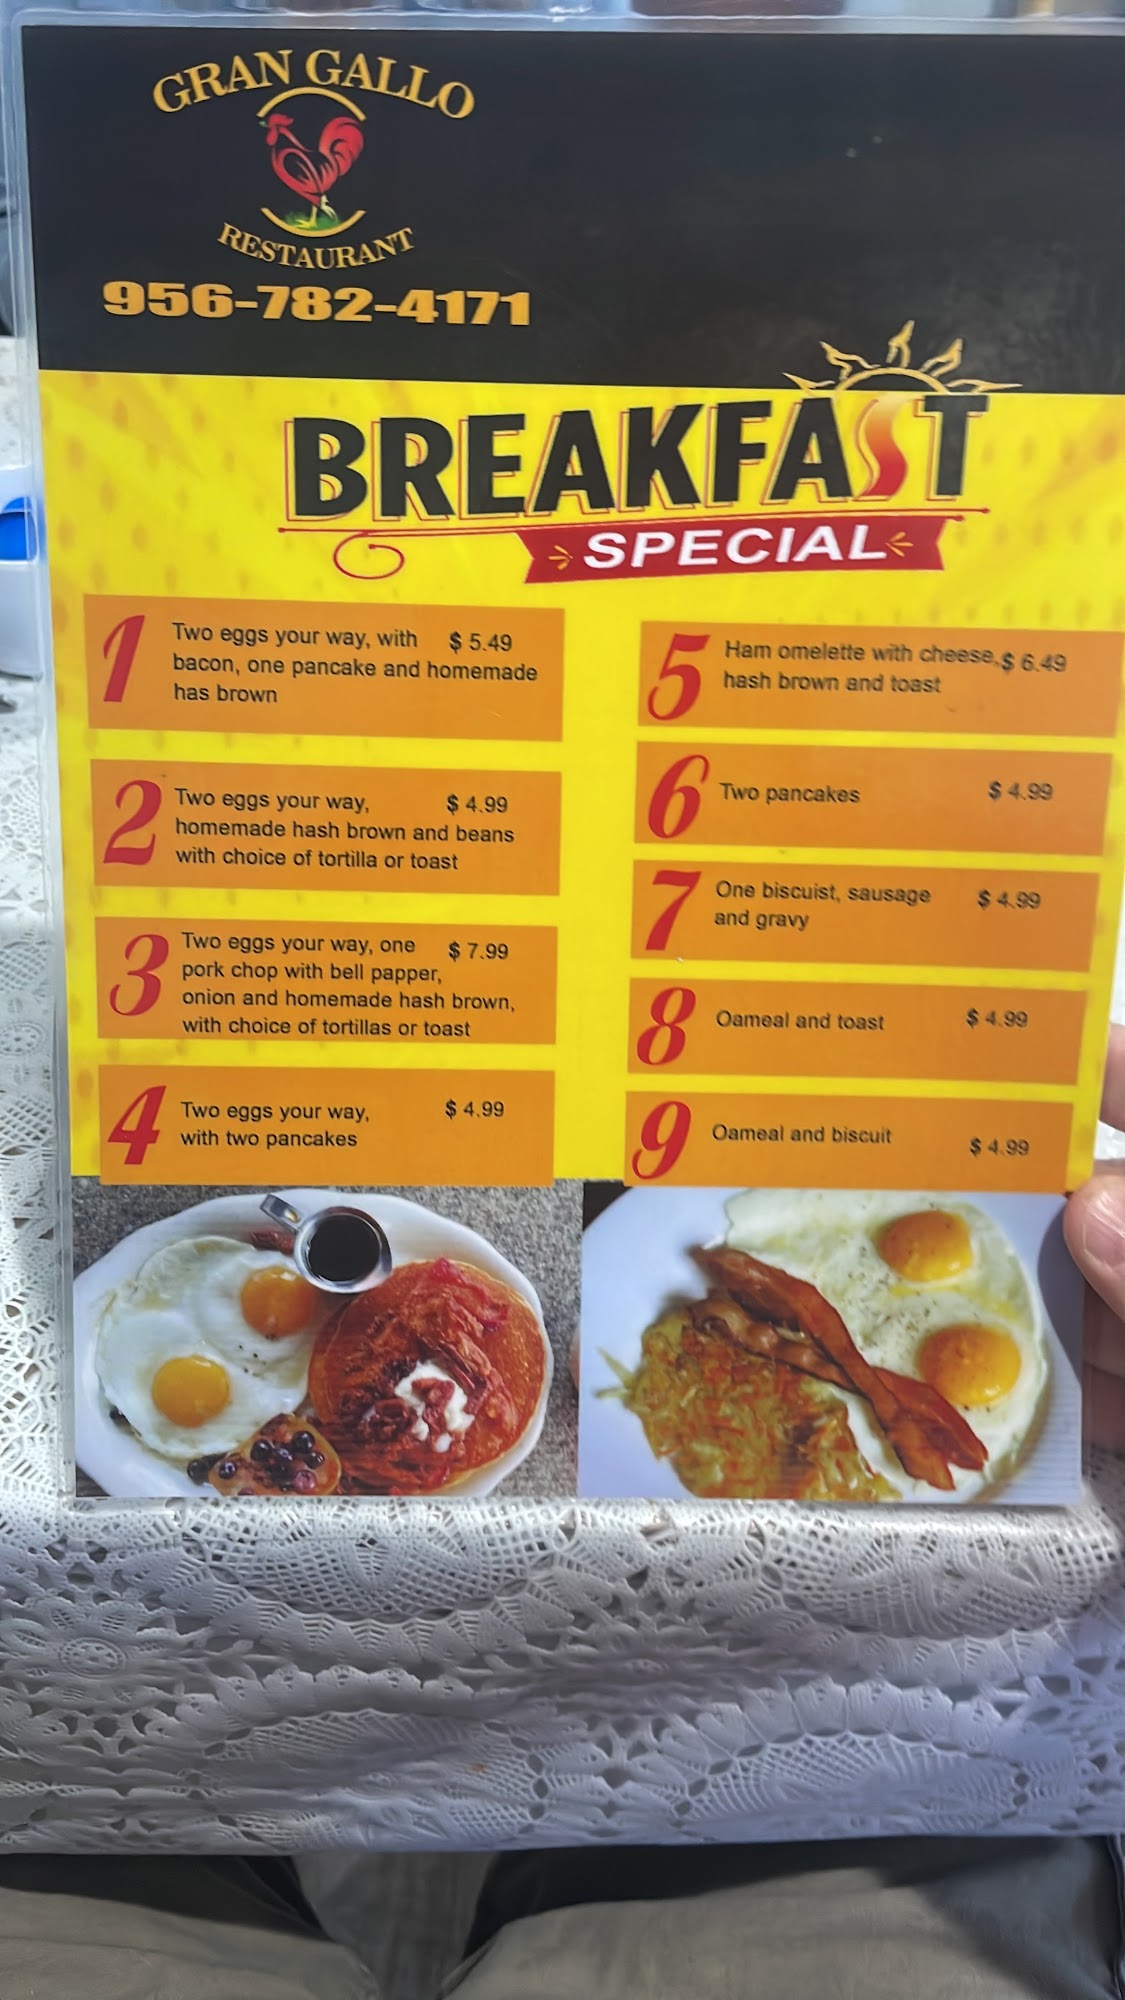 GRAN GALLO
RESTAURANT
956-782-4171
BREAKFAST
SPECIAL
1
Two eggs your way, with $ 5.49
bacon, one pancake and homemade
has brown
2
Two eggs your way, $ 4.99
homemade hash brown and beans
with choice of tortilla or toast
3
Two eggs your way, one $ 7.99
pork chop with bell papper,
onion and homemade hash brown,
with choice of tortillas or toast
4
Two eggs your way, $ 4.99
with two pancakes
5
Ham omelette with cheese, $ 6.49
hash brown and toast
6
Two pancakes $ 4.99
7
One biscuist, sausage $ 4.99
and gravy
8
Oameal and toast $ 4.99
9
Oameal and biscuit $ 4.99